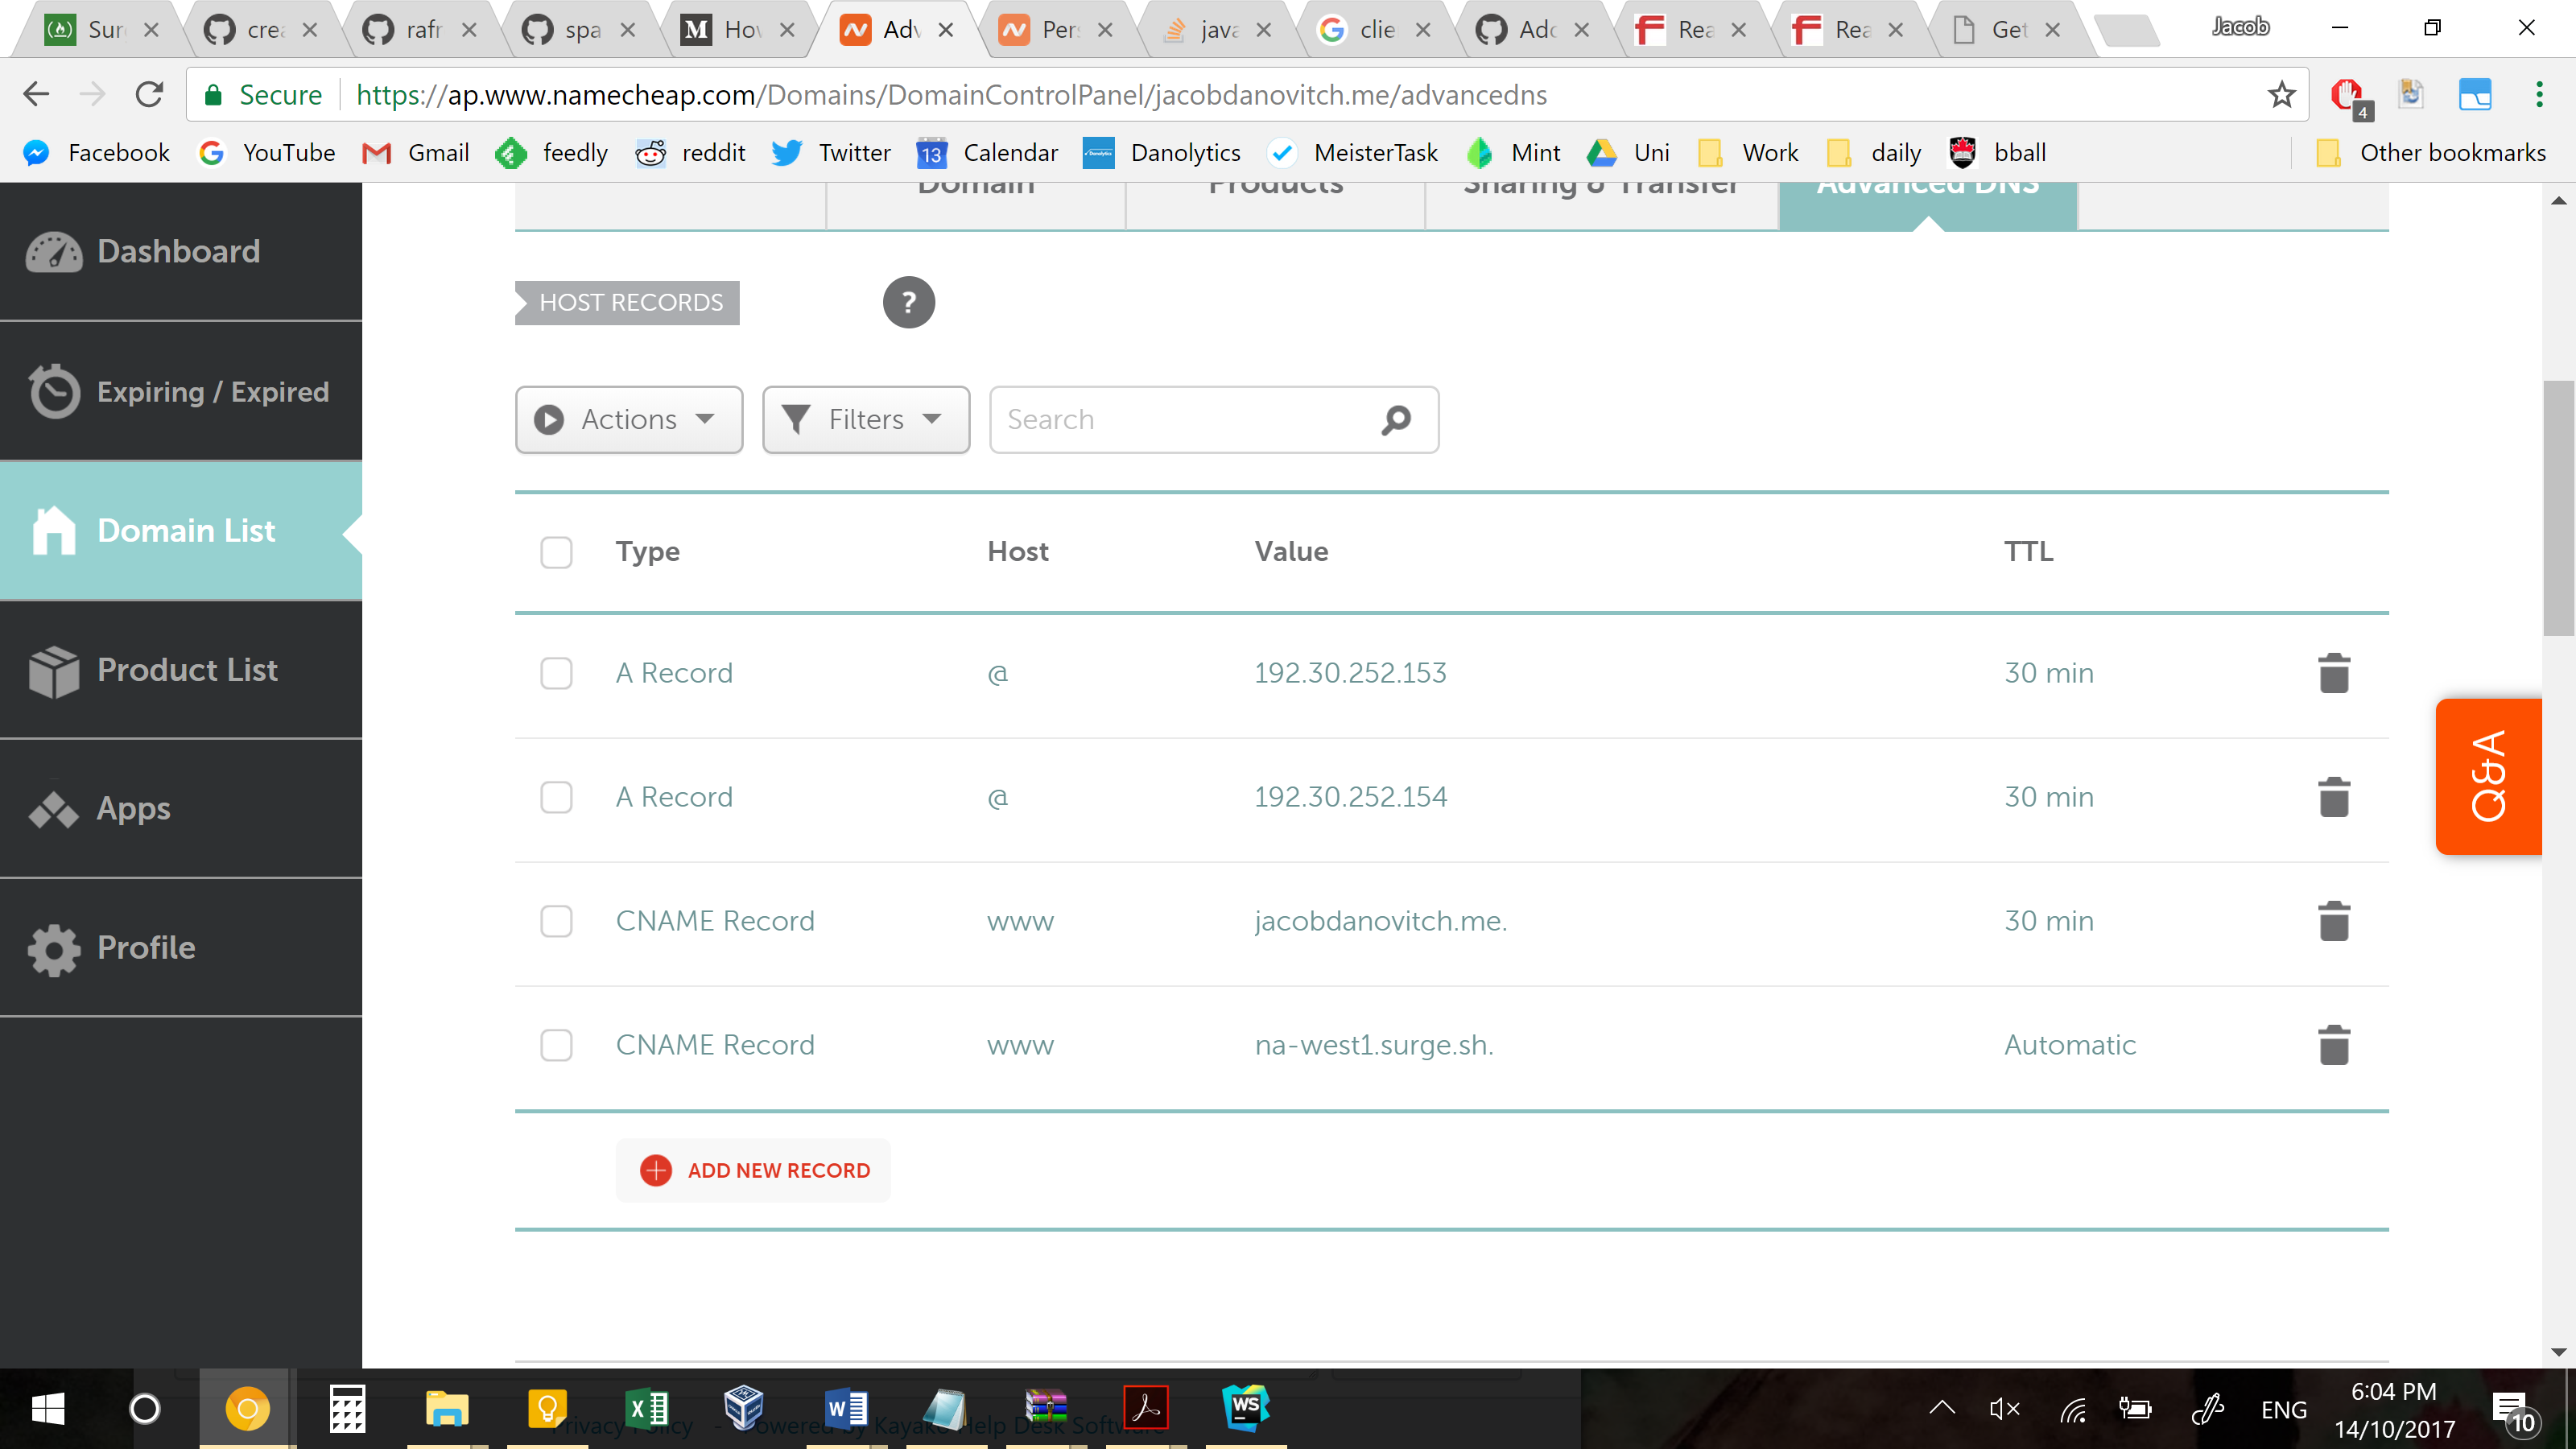 Sur crea rafr spa Hov Adv Per java clie Adc Rea Rea Get Jacob
Secure https://ap.www.namecheap.com/Domains/DomainControlPanel/jacobdanovitch.me/advancedns 4
Facebook YouTube Gmail feedly reddit Twitter 13 Calendar Danolytics MeisterTask Mint Uni Work daily bball Other bookmarks
Domain Products Sharing & Transfer Advanced DNS
Dashboard
Expiring / Expired
Domain List
Product List
Apps
Profile
HOST RECORDS ?
Actions Filters Search
Type Host Value TTL
A Record @ 192.30.252.153 30 min
A Record @ 192.30.252.154 30 min
CNAME Record www jacobdanovitch.me. 30 min
CNAME Record www na-west1.surge.sh. Automatic
ADD NEW RECORD
Q&A
Privacy Policy - Powered by Kayako Help Desk Software
ENG
6:04 PM
14/10/2017
10